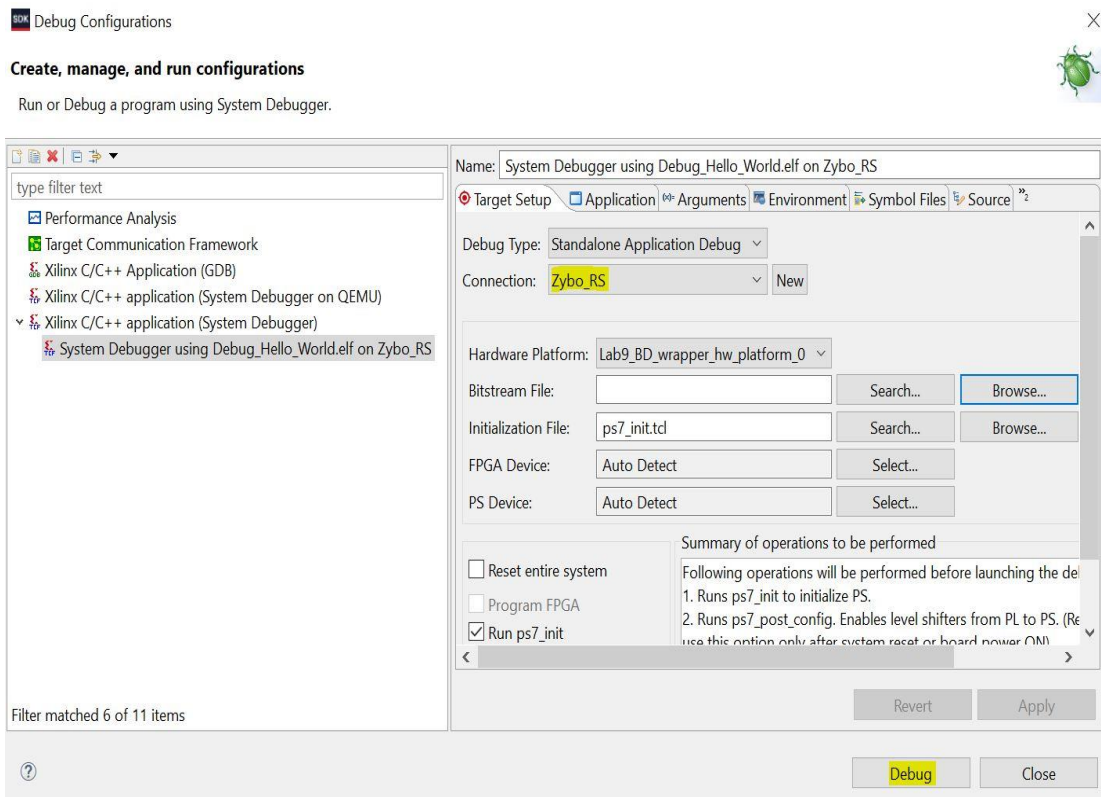 SDK Debug Configurations
Create, manage, and run configurations
Run or Debug a program using System Debugger.
type filter text
Performance Analysis
Target Communication Framework
Xilinx C/C++ Application (GDB)
Xilinx C/C++ application (System Debugger on QEMU)
Xilinx C/C++ application (System Debugger)
System Debugger using Debug_Hello_World.elf on Zybo_RS
Filter matched 6 of 11 items
Name: System Debugger using Debug_Hello_World.elf on Zybo_RS
Target Setup Application Arguments Environment Symbol Files Source »2
Debug Type: Standalone Application Debug
Connection: Zybo_RS New
Hardware Platform: Lab9_BD_wrapper_hw_platform_0
Bitstream File: Search... Browse...
Initialization File: ps7_init.tcl Search... Browse...
FPGA Device: Auto Detect Select...
PS Device: Auto Detect Select...
Reset entire system
Program FPGA
Run ps7_init
Summary of operations to be performed
Following operations will be performed before launching the de
1. Runs ps7_init to initialize PS.
2. Runs ps7_post_config. Enables level shifters from PL to PS. (Re
use this option only after system reset or board power ON)
Revert Apply
Debug Close